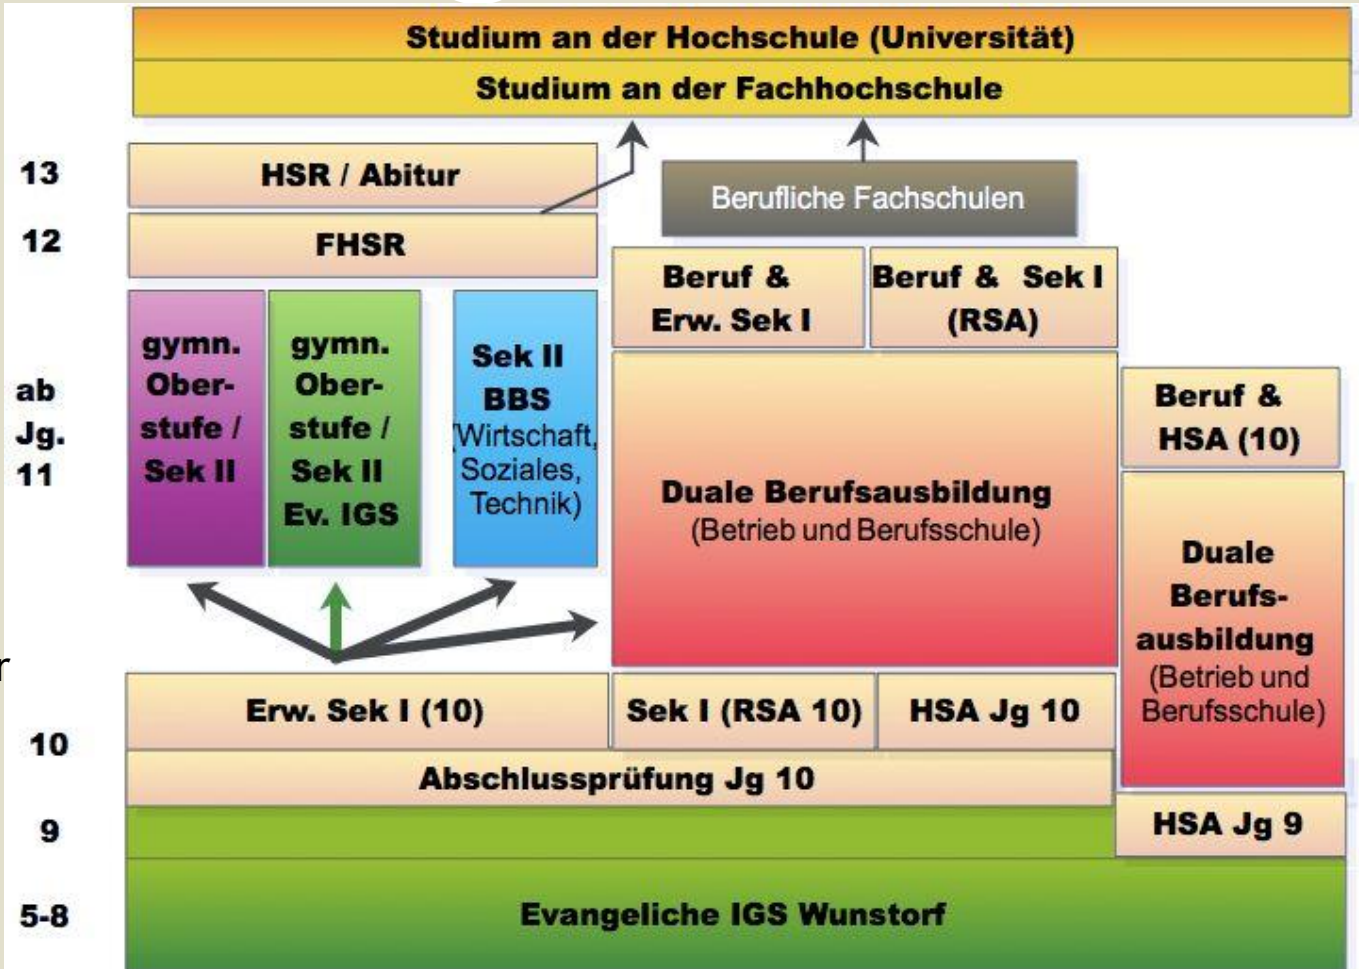 Studium an der Hochschule (Universität)
Studium an der Fachhochschule
13
HSR / Abitur
Berufliche Fachschulen
12
FHSR
Beruf &
Erw. Sek I
Beruf & Sek I
(RSA)
ab
Jg.
11
gymn.
Ober-
stufe /
Sek II
gymn.
Ober-
stufe /
Sek II
Ev. IGS
Sek II
BBS
(Wirtschaft,
Soziales,
Technik)
Duale Berufsausbildung
(Betrieb und Berufsschule)
Beruf &
HSA (10)
Duale
Berufs-
ausbildung
(Betrieb und
Berufsschule)
r
10
Erw. Sek I (10)
Sek I (RSA 10)
HSA Jg 10
Abschlussprüfung Jg 10
9
HSA Jg 9
5-8
Evangeliche IGS Wunstorf